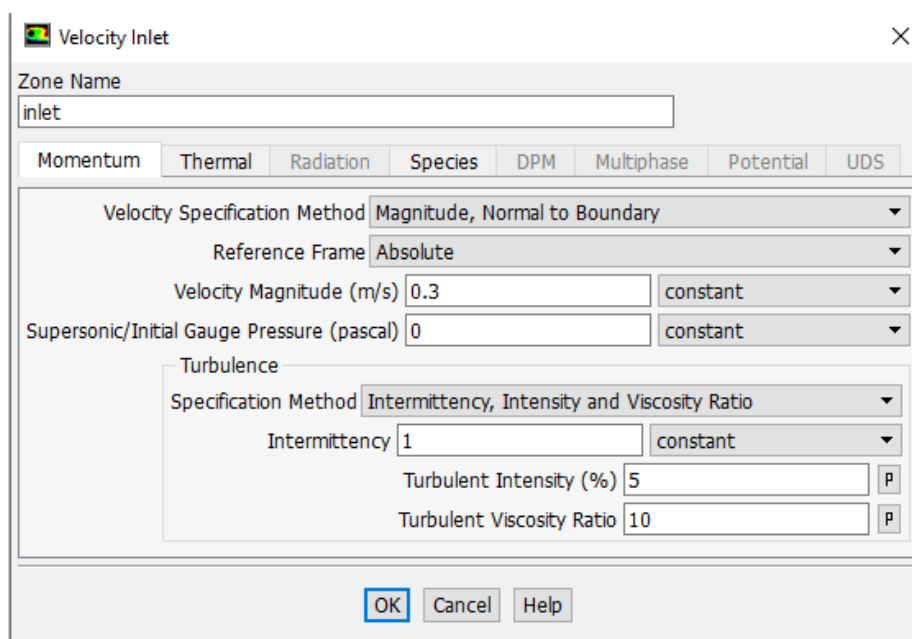 Velocity Inlet
Zone Name
inlet
Momentum Thermal Radiation Species DPM Multiphase Potential UDS
Velocity Specification Method Magnitude, Normal to Boundary
Reference Frame Absolute
Velocity Magnitude (m/s) 0.3 constant
Supersonic/Initial Gauge Pressure (pascal) 0 constant
Turbulence
Specification Method Intermittency, Intensity and Viscosity Ratio
Intermittency 1 constant
Turbulent Intensity (%) 5 P
Turbulent Viscosity Ratio 10 P
OK Cancel Help